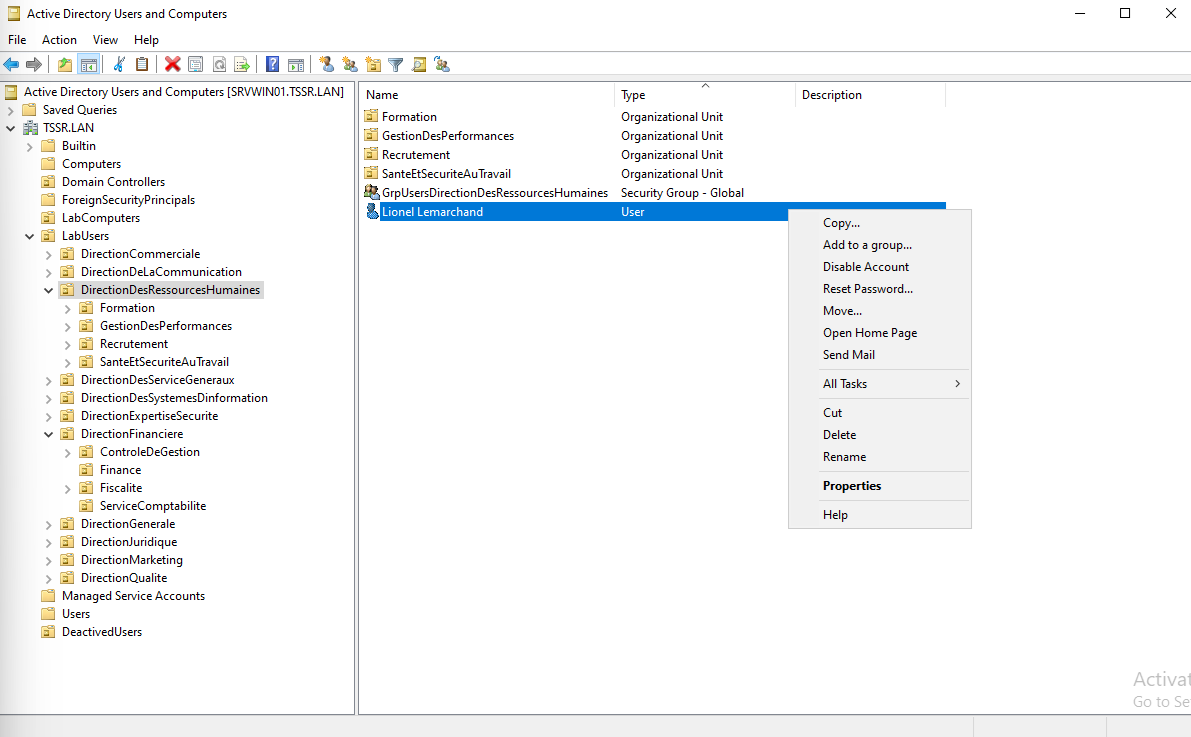 Active Directory Users and Computers
File Action View Help
Active Directory Users and Computers [SRVWIN01.TSSR.LAN]
Saved Queries
TSSR.LAN
Builtin
Computers
Domain Controllers
ForeignSecurityPrincipals
LabComputers
LabUsers
DirectionCommerciale
DirectionDeLaCommunication
DirectionDesRessourcesHumaines
Formation
GestionDesPerformances
Recrutement
SanteEtSecuriteAuTravail
DirectionDesServiceGeneraux
DirectionDesSystemesDinformation
DirectionExpertiseSecurite
DirectionFinanciere
ControleDeGestion
Finance
Fiscalite
ServiceComptabilite
DirectionGenerale
DirectionJuridique
DirectionMarketing
DirectionQualite
Managed Service Accounts
Users
DeactivedUsers
Name Type Description
Formation Organizational Unit
GestionDesPerformances Organizational Unit
Recrutement Organizational Unit
SanteEtSecuriteAuTravail Organizational Unit
GrpUsersDirectionDesRessourcesHumaines Security Group - Global
Lionel Lemarchand User
Copy...
Add to a group...
Disable Account
Reset Password...
Move...
Open Home Page
Send Mail
All Tasks
Cut
Delete
Rename
Properties
Help
Activat
Go to Se